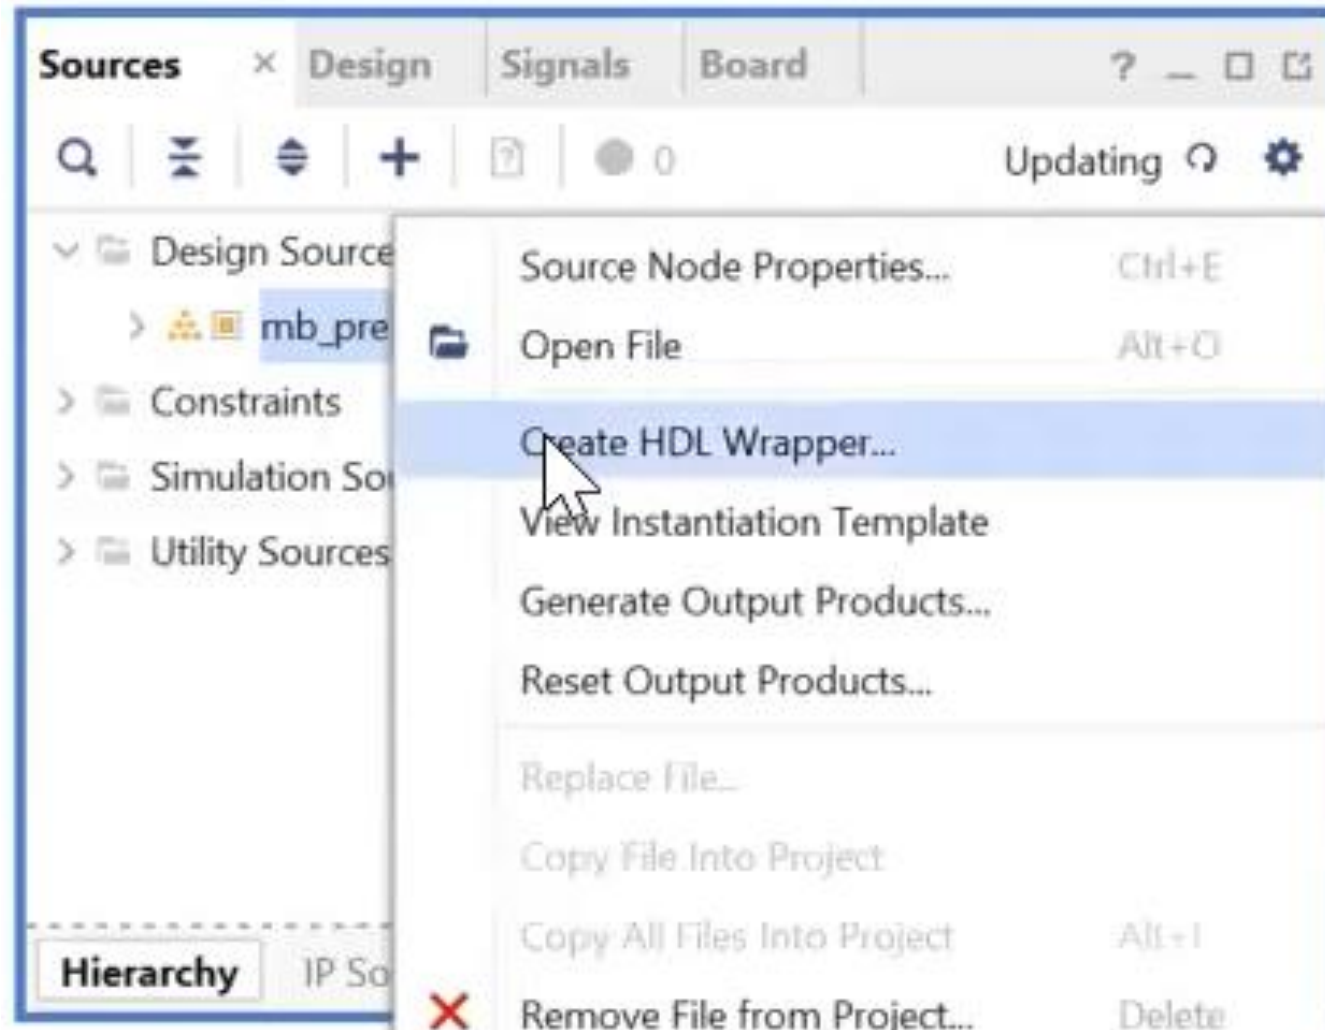 Sources × Design Signals Board ?
0 Updating
Design Source
Source Node Properties... Ctrl+E
mb_pre
Open File Alt+O
Constraints
Create HDL Wrapper...
Simulation So
View Instantiation Template
Utility Sources
Generate Output Products...
Reset Output Products...
Replace File...
Copy File Into Project
Copy All Files Into Project Alt+I
Hierarchy IP So
Remove File from Project... Delete